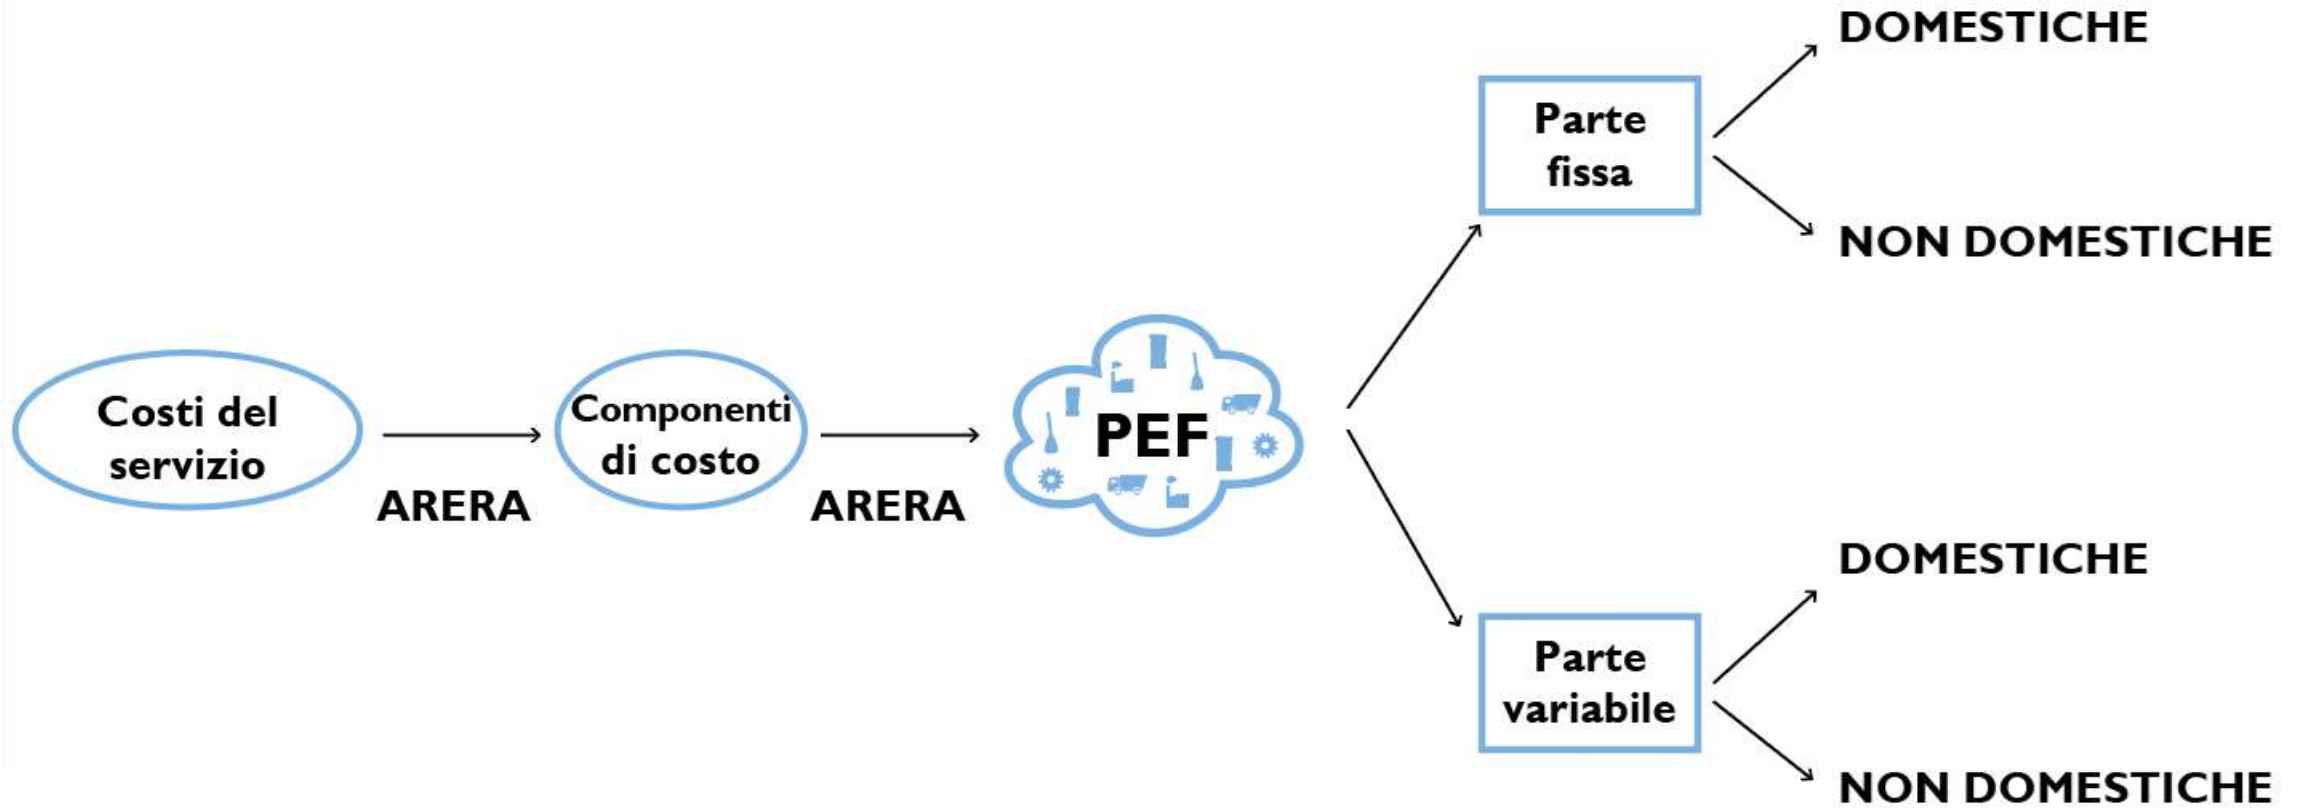 Costi del
servizio
ARERA
Componenti
di costo
ARERA
PEF
Parte
fissa
DOMESTICHE
NON DOMESTICHE
Parte
variabile
DOMESTICHE
NON DOMESTICHE